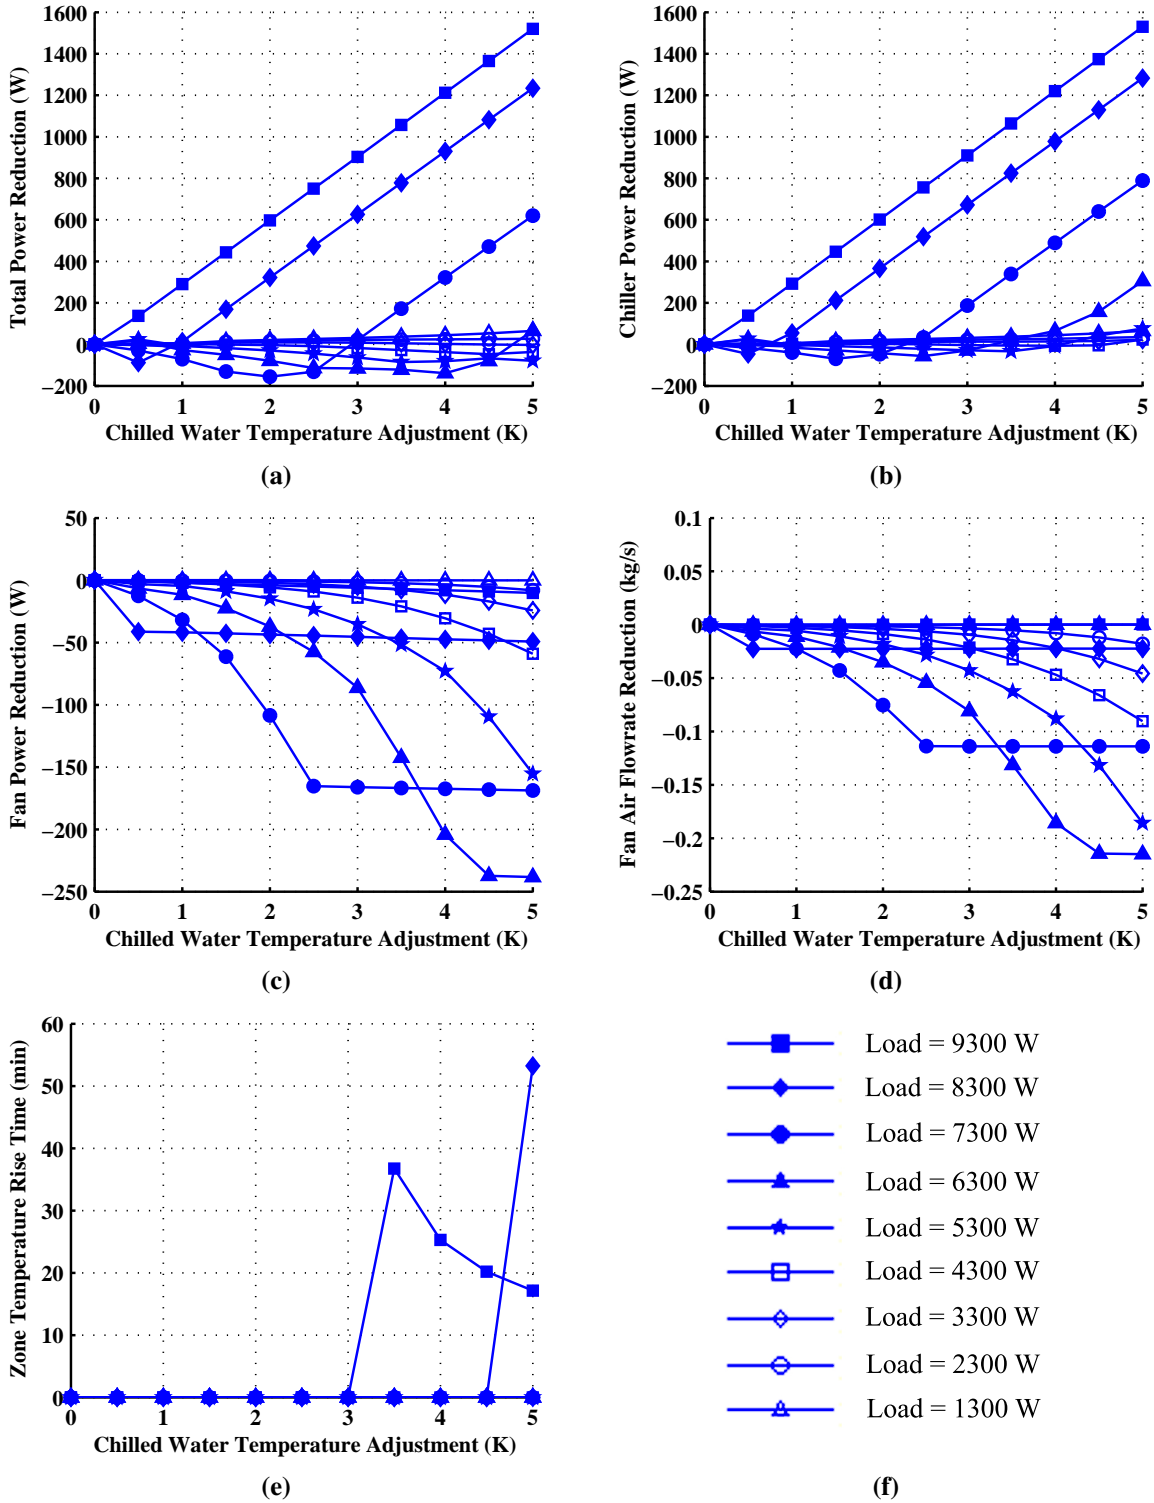 1600
1400
1200
1000
800
600
400
200
0
−200
0 1 2 3 4 5
Total Power Reduction (W)
Chilled Water Temperature Adjustment (K)
(a)
1600
1400
1200
1000
800
600
400
200
0
−200
0 1 2 3 4 5
Chiller Power Reduction (W)
Chilled Water Temperature Adjustment (K)
(b)
50
0
−50
−100
−150
−200
−250
0 1 2 3 4 5
Fan Power Reduction (W)
Chilled Water Temperature Adjustment (K)
(c)
0.1
0.05
0
−0.05
−0.1
−0.15
−0.2
−0.25
0 1 2 3 4 5
Fan Air Flowrate Reduction (kg/s)
Chilled Water Temperature Adjustment (K)
(d)
60
50
40
30
20
10
0
0 1 2 3 4 5
Zone Temperature Rise Time (min)
Chilled Water Temperature Adjustment (K)
(e)
Load = 9300 W
Load = 8300 W
Load = 7300 W
Load = 6300 W
Load = 5300 W
Load = 4300 W
Load = 3300 W
Load = 2300 W
Load = 1300 W
(f)